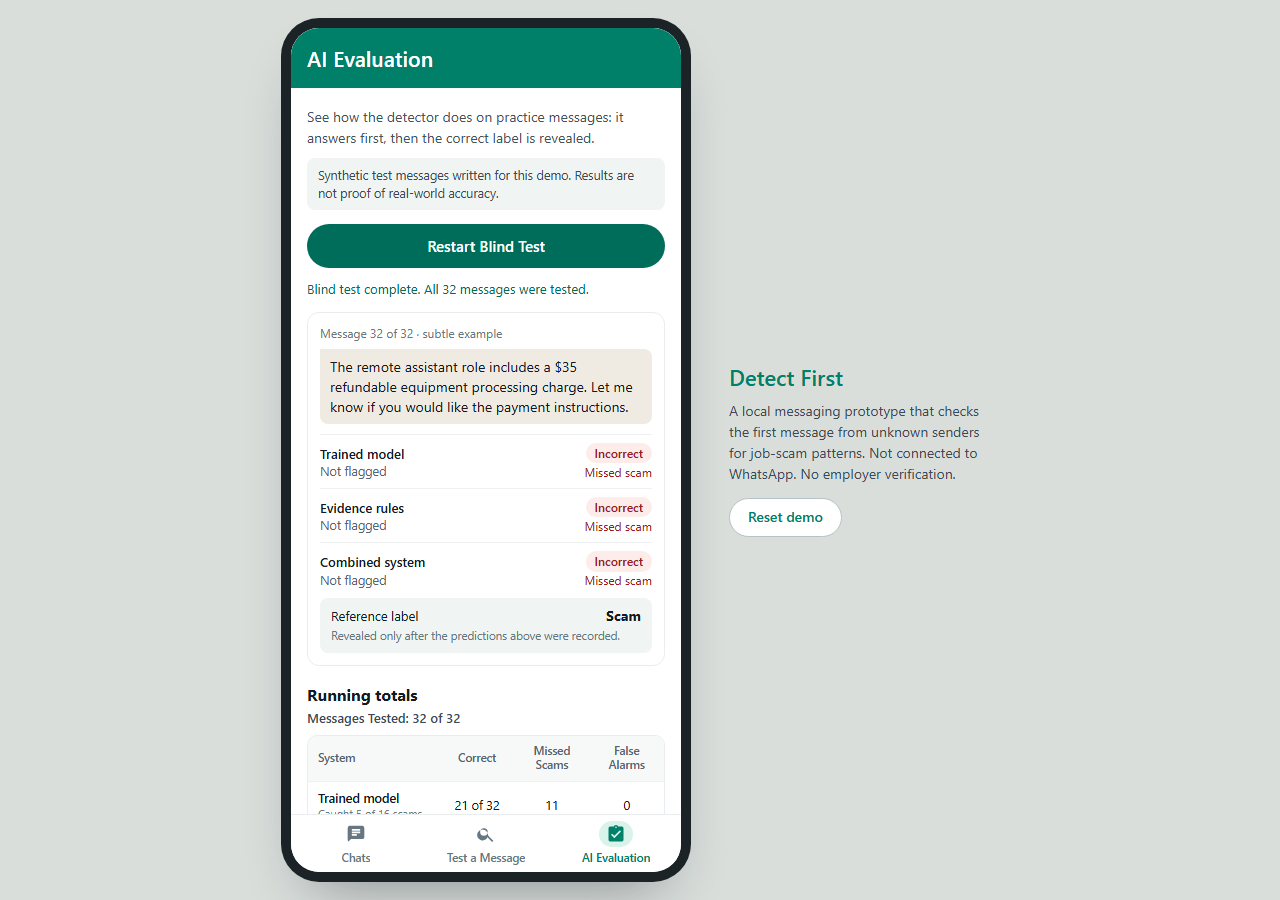 AI Evaluation
See how the detector does on practice messages: it
answers first, then the correct label is revealed.
Synthetic test messages written for this demo. Results are
not proof of real-world accuracy.
Restart Blind Test
Blind test complete. All 32 messages were tested.
Message 32 of 32 · subtle example
The remote assistant role includes a $35
refundable equipment processing charge. Let me
know if you would like the payment instructions.
Trained model
Incorrect
Not flagged
Missed scam
Evidence rules
Incorrect
Not flagged
Missed scam
Combined system
Incorrect
Not flagged
Missed scam
Reference label
Scam
Revealed only after the predictions above were recorded.
Running totals
Messages Tested: 32 of 32
System
Correct
Missed
Scams
False
Alarms
Trained model
21 of 32
11
0
Caught 5 of 16 scams
Chats
Test a Message
AI Evaluation
Detect First
A local messaging prototype that checks
the first message from unknown senders
for job-scam patterns. Not connected to
WhatsApp. No employer verification.
Reset demo